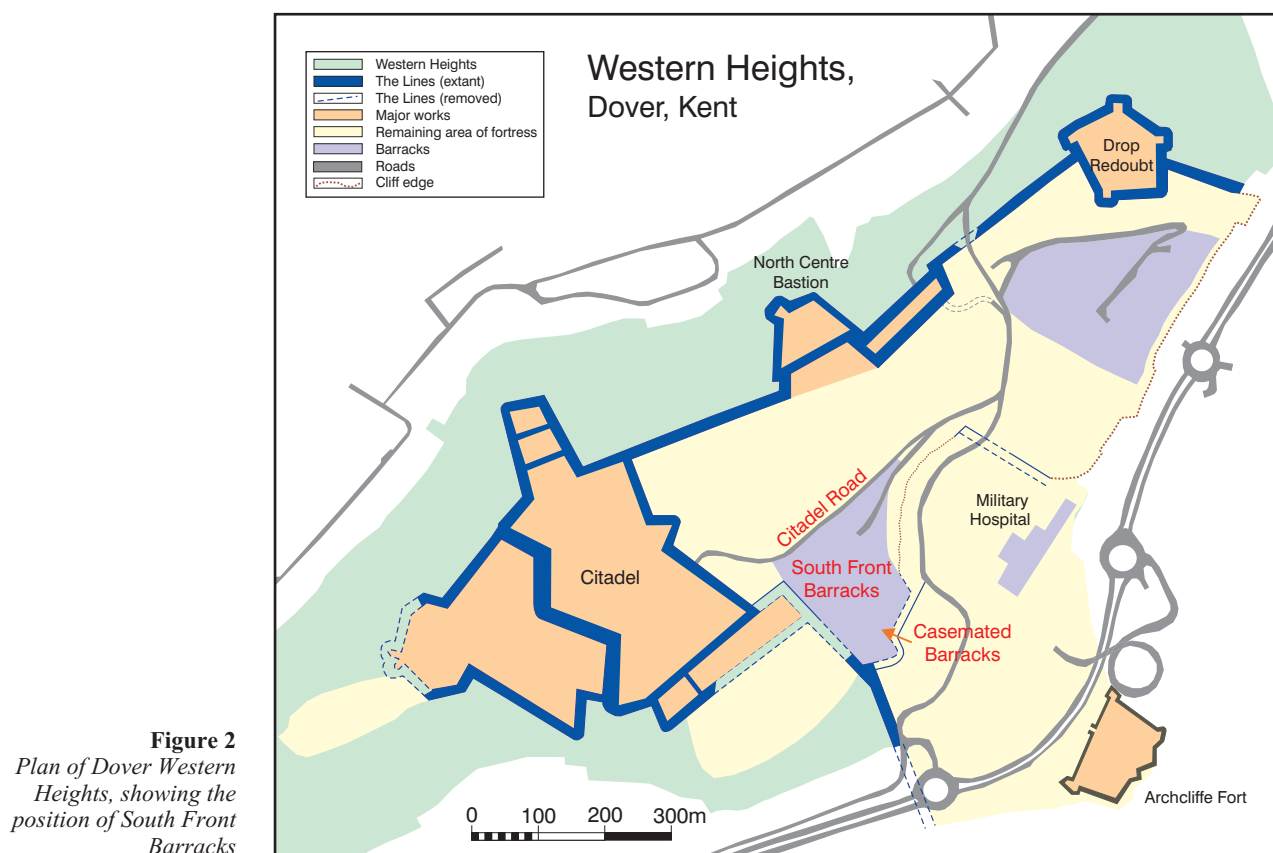 Western Heights,
Dover, Kent
Western Heights
The Lines (extant)
The Lines (removed)
Major works
Remaining area of fortress
Barracks
Roads
Cliff edge
Drop
Redoubt
North Centre
Bastion
Citadel Road
Military
Hospital
Citadel
South Front
Barracks
Casemated
Barracks
Archcliffe Fort
0 100 200 300m
Figure 2
Plan of Dover Western
Heights, showing the
position of South Front
Barracks